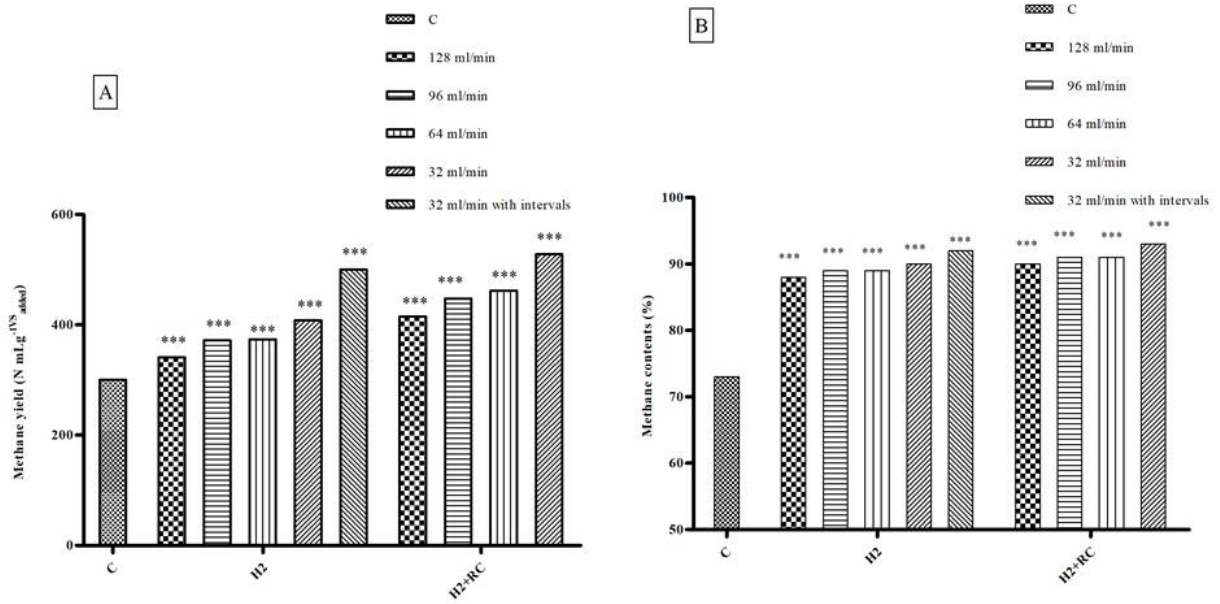 A
C
128 ml/min
96 ml/min
64 ml/min
32 ml/min
32 ml/min with intervals
Methane yield (N mLg-1VSadded)
600
400
200
0
***
***
***
***
***
***
***
***
***
C
H2
H2+RC
B
C
128 ml/min
96 ml/min
64 ml/min
32 ml/min
32 ml/min with intervals
Methane contents (%)
100
90
80
70
60
50
***
***
***
***
***
***
***
***
***
C
H2
H2+RC